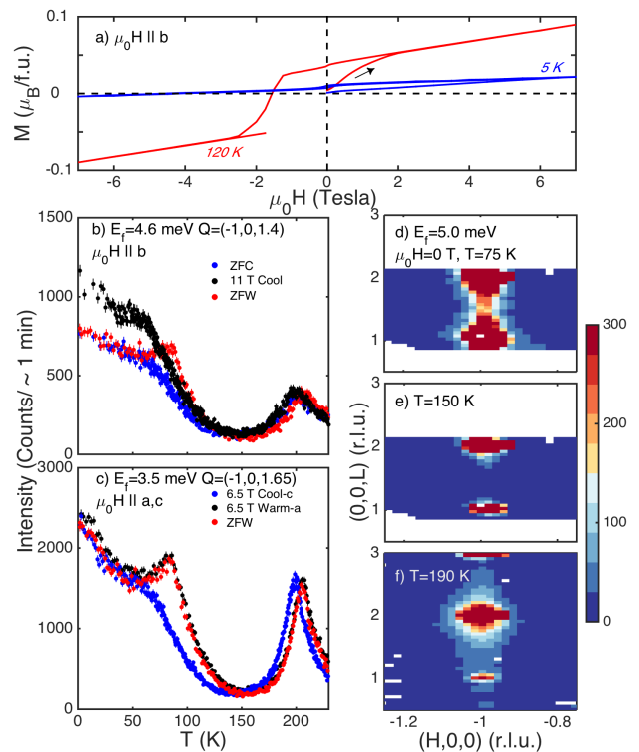 a) μ0H || b
0.1
0
-0.1
M (μB/f.u.)
5 K
120 K
-6
-4
-2
0
2
4
6
μ0H (Tesla)
b) Ef=4.6 meV Q=(-1,0,1.4)
μ0H || b
ZFC
11 T Cool
ZFW
1500
1000
500
0
c) Ef=3.5 meV Q=(-1,0,1.65)
μ0H || a,c
6.5 T Cool-c
6.5 T Warm-a
ZFW
3000
2000
1000
0
Intensity (Counts/ ~ 1 min)
0
50
100
150
200
T (K)
d) Ef=5.0 meV
μ0H=0 T, T=75 K
3
2
1
e) T=150 K
3
2
1
f) T=190 K
3
2
1
(0,0,L) (r.l.u.)
-1.2
-1
-0.8
(H,0,0) (r.l.u.)
300
200
100
0